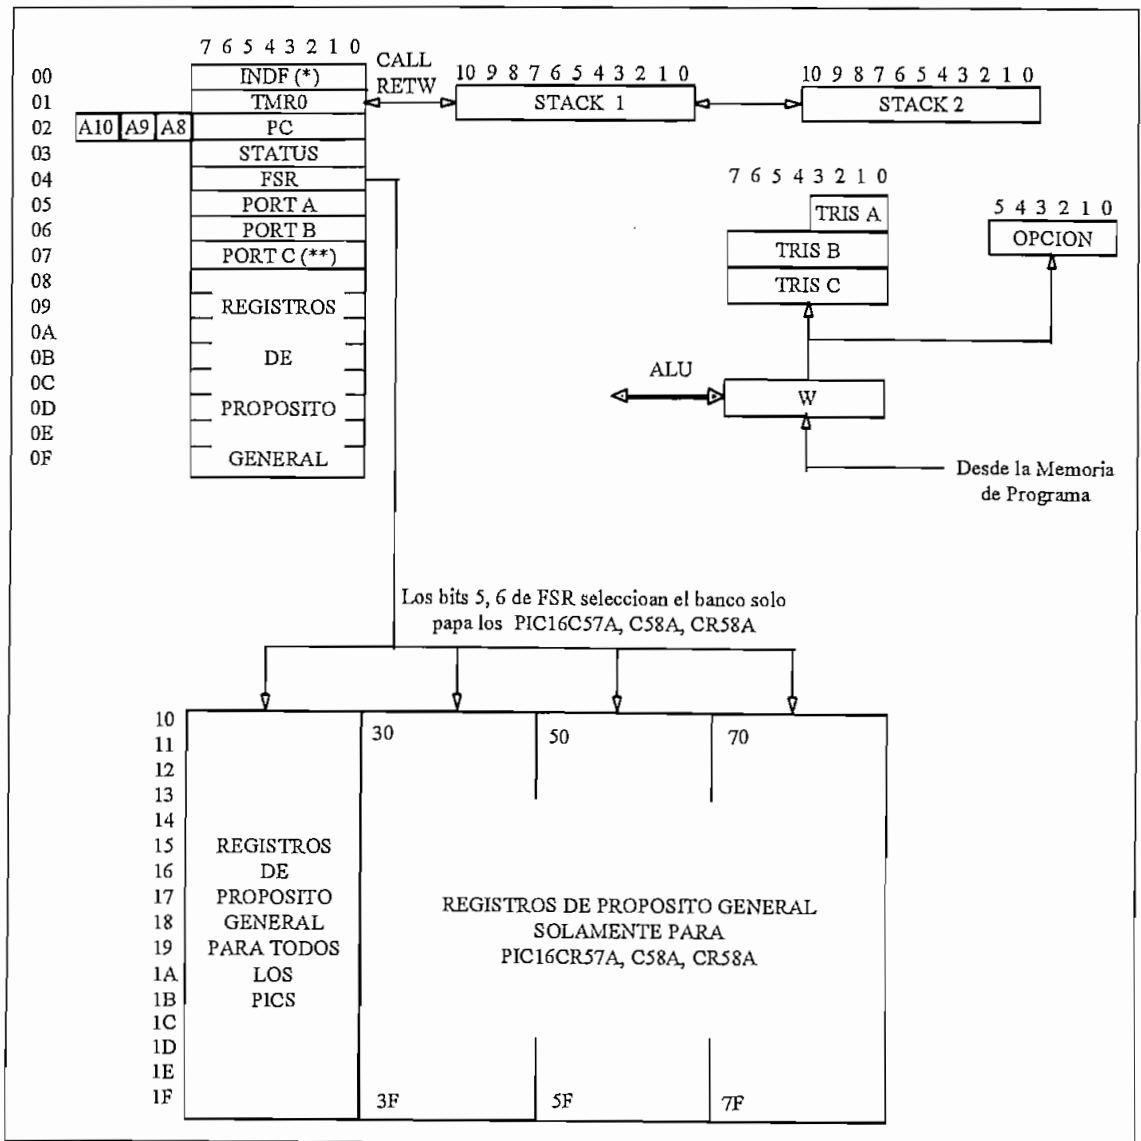 7 6 5 4 3 2 1 0
00 INDF (*)
01 TMR0
02 A10 A9 A8 PC
03 STATUS
04 FSR
05 PORT A
06 PORT B
07 PORT C (**)
08
09 REGISTROS
0A
0B DE
0C
0D PROPOSITO
0E
0F GENERAL
CALL
RETW
10 9 8 7 6 5 4 3 2 1 0
STACK 1
10 9 8 7 6 5 4 3 2 1 0
STACK 2
7 6 5 4 3 2 1 0
TRIS A
TRIS B
TRIS C
5 4 3 2 1 0
OPCION
ALU
W
Desde la Memoria
de Programa
Los bits 5, 6 de FSR seleccioan el banco solo
papa los PIC16C57A, C58A, CR58A
10
11
12
13
14
15
16
17
18
19
1A
1B
1C
1D
1E
1F
REGISTROS
DE
PROPOSITO
GENERAL
PARA TODOS
LOS
PICS
30
50
70
REGISTROS DE PROPOSITO GENERAL
SOLAMENTE PARA
PIC16CR57A, C58A, CR58A
3F
5F
7F